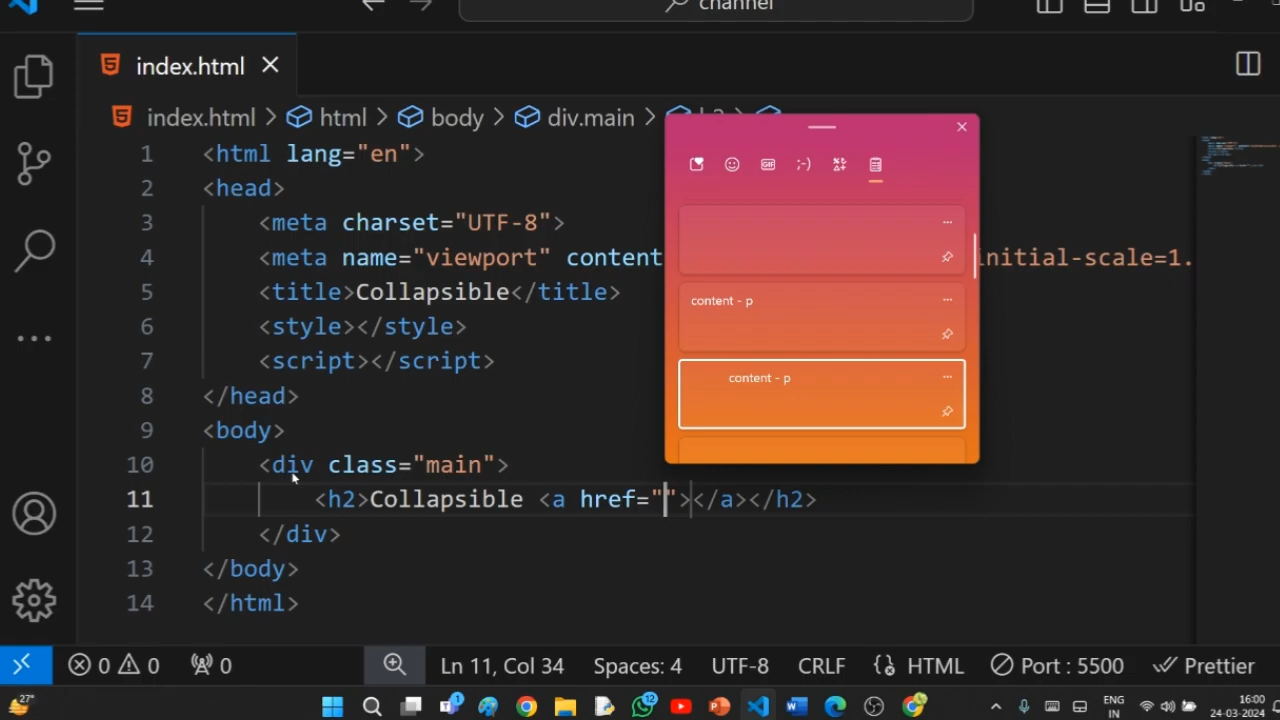 channel
index.html
index.html > html > body > div.main >
1 <html lang="en">
2 <head>
3 <meta charset="UTF-8">
4 <meta name="viewport" content initial-scale=1.
5 <title>Collapsible</title>
6 <style></style>
7 <script></script>
8 </head>
9 <body>
10 <div class="main">
11 <h2>Collapsible <a href=""></a></h2>
12 </div>
13 </body>
14 </html>
GIF
;-)
content - p
content - p
0 0 0 Ln 11, Col 34 Spaces: 4 UTF-8 CRLF HTML Port : 5500 Prettier
27° 1 12 ENG IN 16:00 24-03-2024